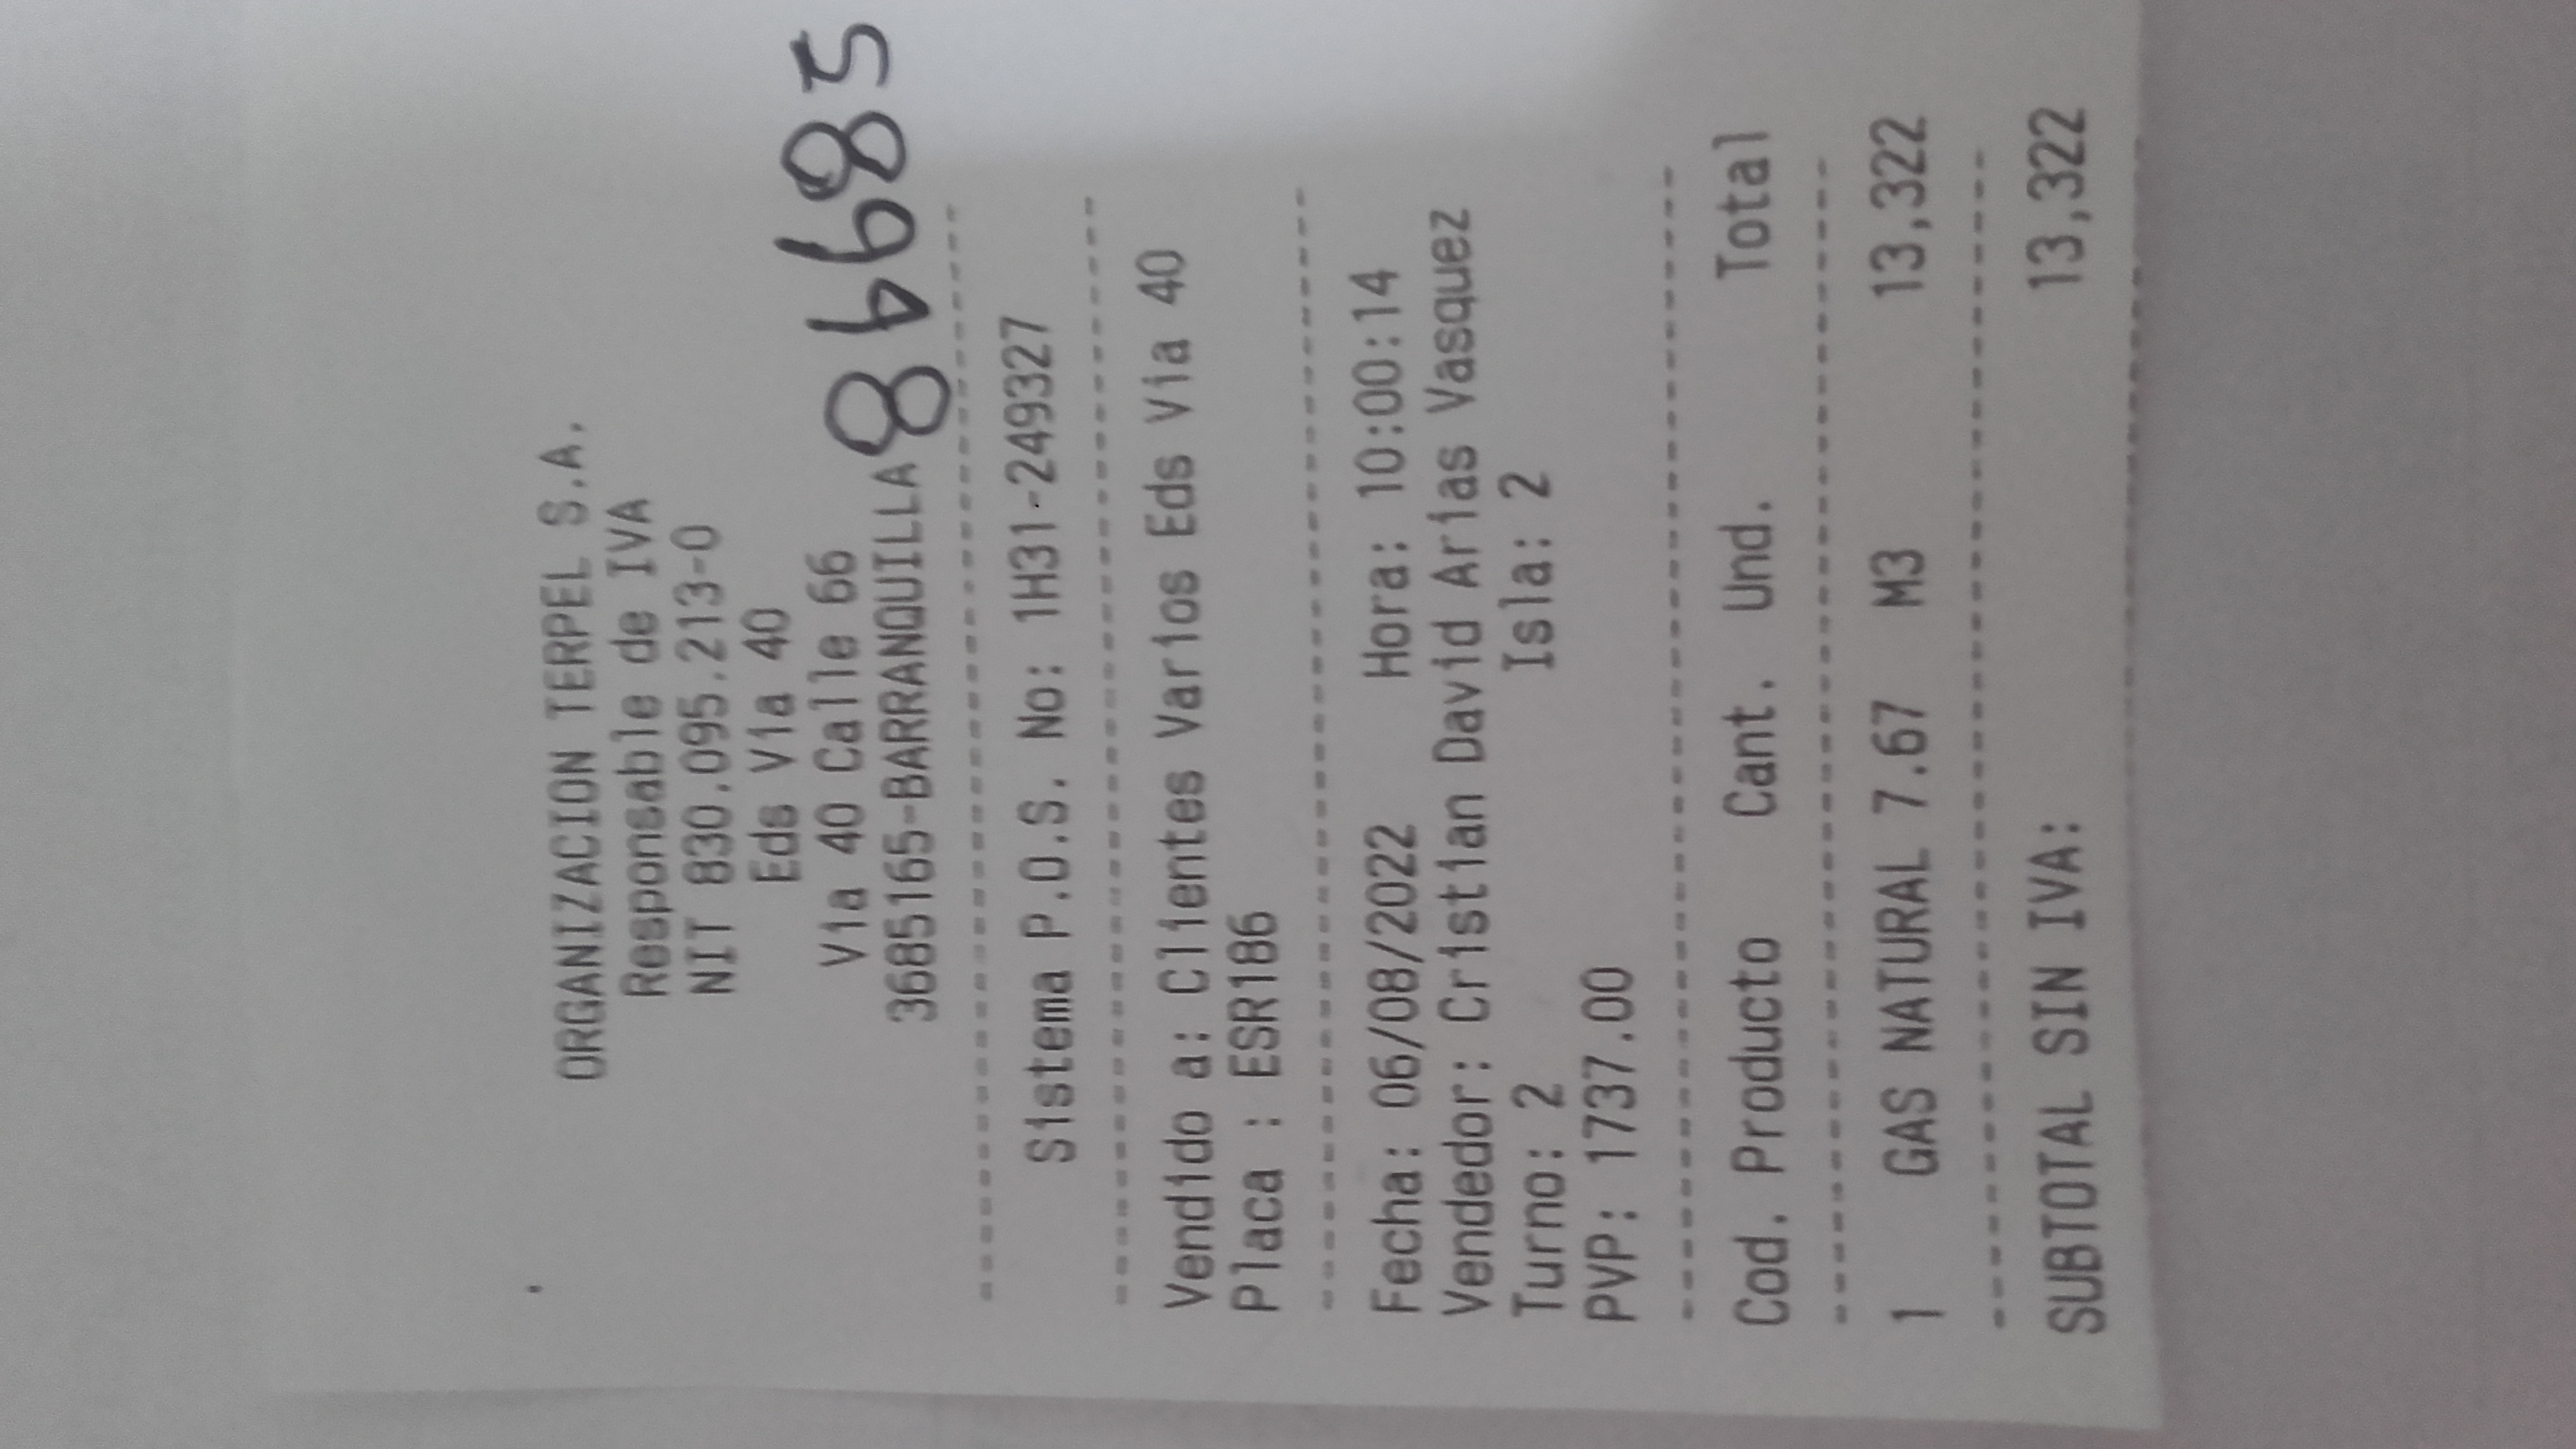 ORGANIZACION TERPEL S.A.
Responsable de IVA
NIT 830.095.213-0
Eds Via 40
Via 40 Calle 66
3685165-BARRANQUILLA
86685
Sistema P.O.S. No: 1H31-249327
Vendido a: Clientes Varios Eds Via 40
Placa : ESR186
Fecha: 06/08/2022 Hora: 10:00:14
Vendedor: Cristian David Arias Vasquez
Turno: 2 Isla: 2
PVP: 1737.00
Cod. Producto Cant. Und. Total
1 GAS NATURAL 7.67 M3 13,322
SUBTOTAL SIN IVA: 13,322